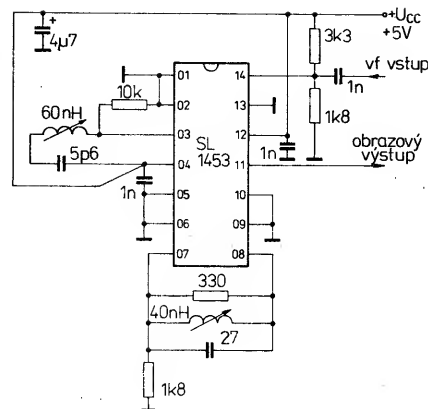 +Ucc
+5V
+
4µ7
3k3
01
14
vf vstup
10k
1n
02
13
60nH
1k8
03
12
5p6
04
SL
1453
11
1n
obrazový
výstup
1n
05
10
06
09
07
08
330
40nH
27
1k8